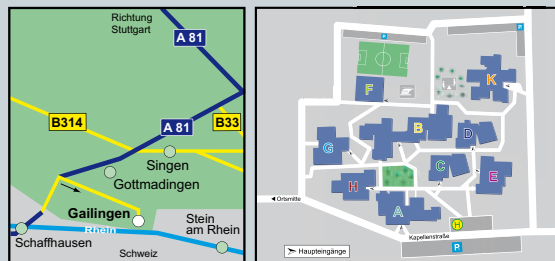 Richtung
Stuttgart
A 81
B314
B33
A 81
Singen
Gottmadingen
Gailingen
Rhein
Stein
am Rhein
Schaffhausen
Schweiz
P
P
K
F
B
D
G
C
E
H
A
H
Ortsmitte
Kapellenstraße
P
Haupteingänge